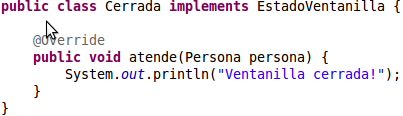 public class Cerrada implements EstadoVentanilla {
@Override
public void atende(Persona persona) {
System.out.println("Ventanilla cerrada!");
}
}